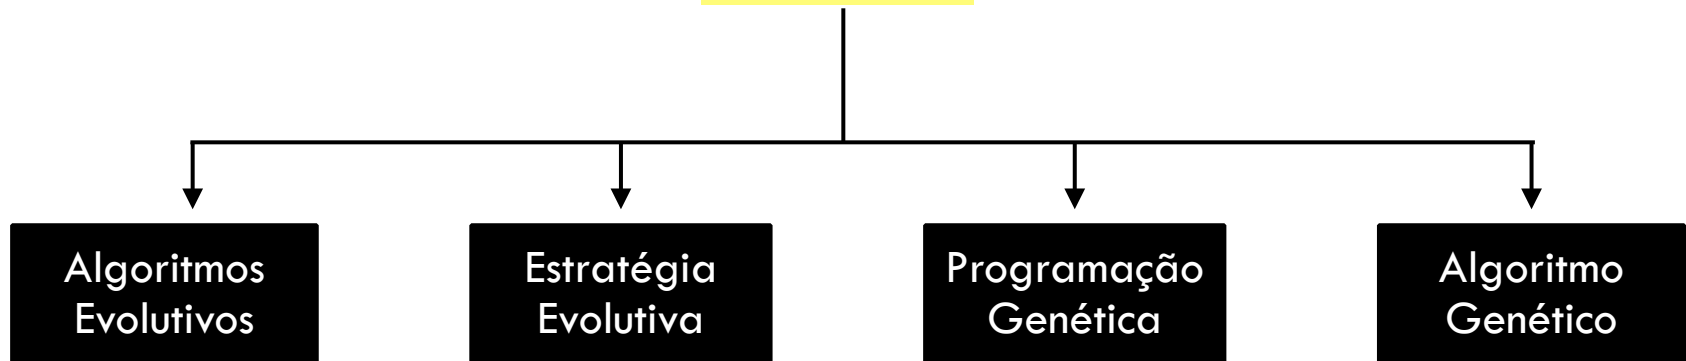 Algoritmos
Evolutivos
Estratégia
Evolutiva
Programação
Genética
Algoritmo
Genético